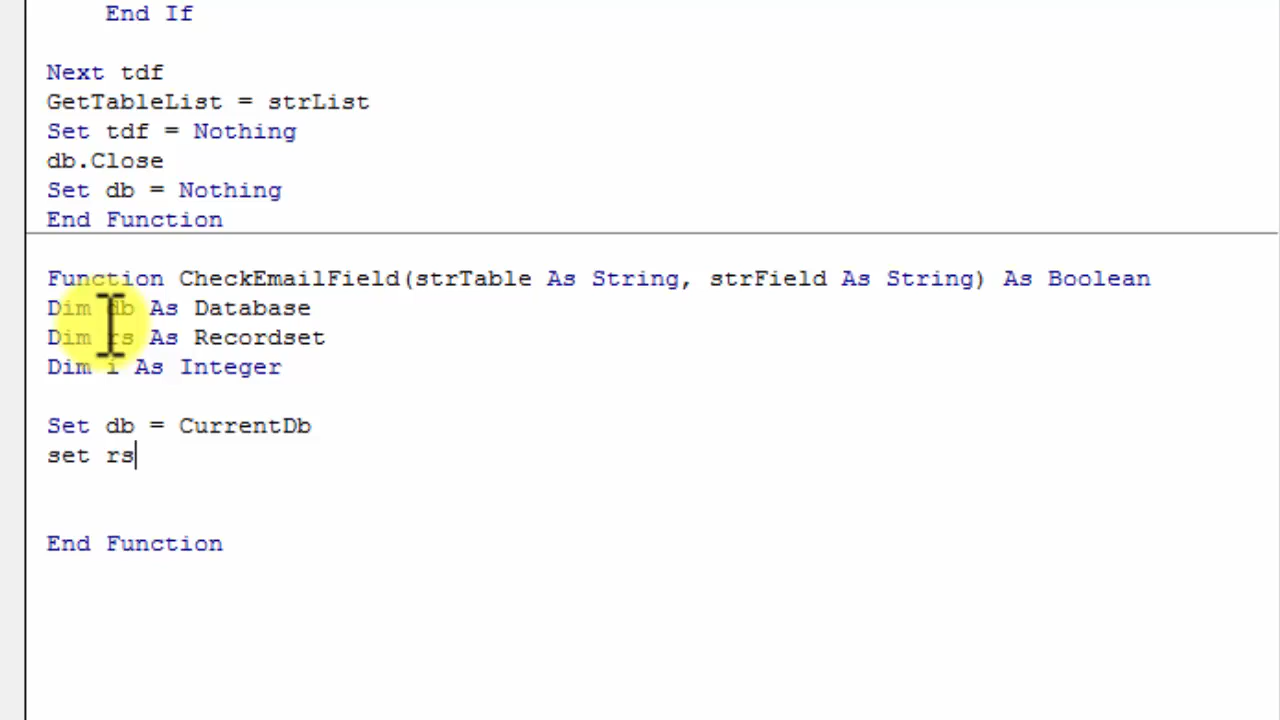 End If
Next tdf
GetTableList = strList
Set tdf = Nothing
db.Close
Set db = Nothing
End Function
Function CheckEmailField(strTable As String, strField As String) As Boolean
Dim db As Database
Dim rs As Recordset
Dim i As Integer
Set db = CurrentDb
set rs
End Function